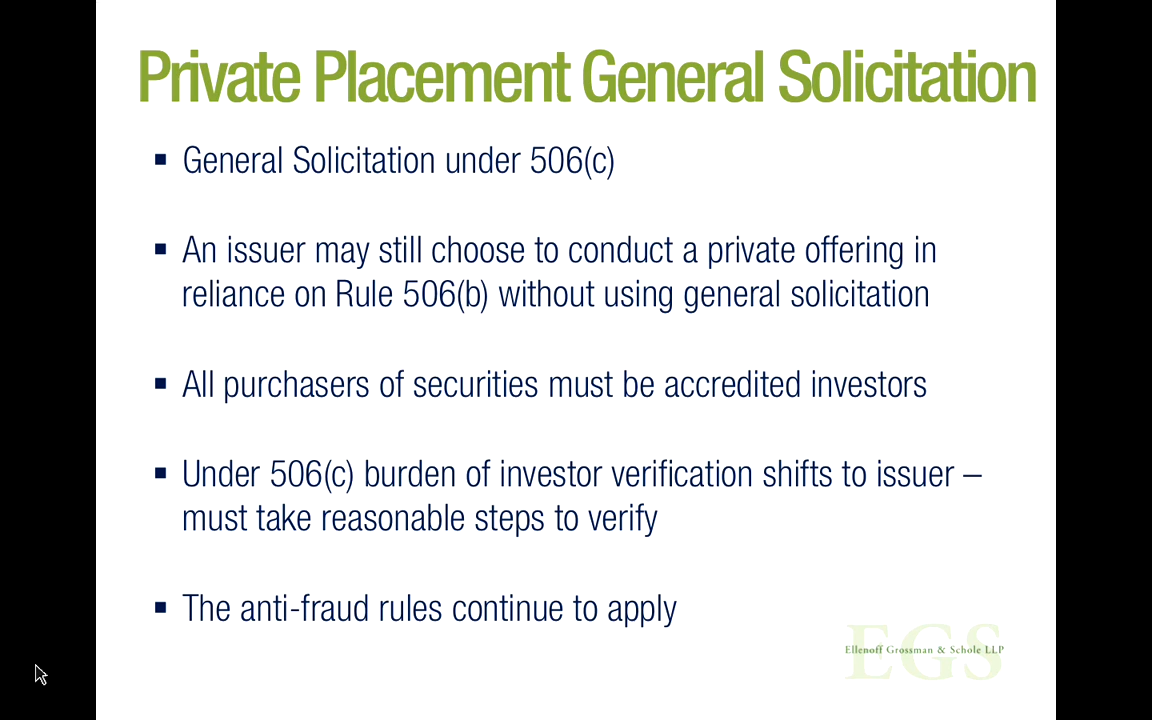 Private Placement General Solicitation
▪ General Solicitation under 506(c)
▪ An issuer may still choose to conduct a private offering in
reliance on Rule 506(b) without using general solicitation
▪ All purchasers of securities must be accredited investors
▪ Under 506(c) burden of investor verification shifts to issuer –
must take reasonable steps to verify
▪ The anti-fraud rules continue to apply
EGS
Ellenoff Grossman & Schole LLP